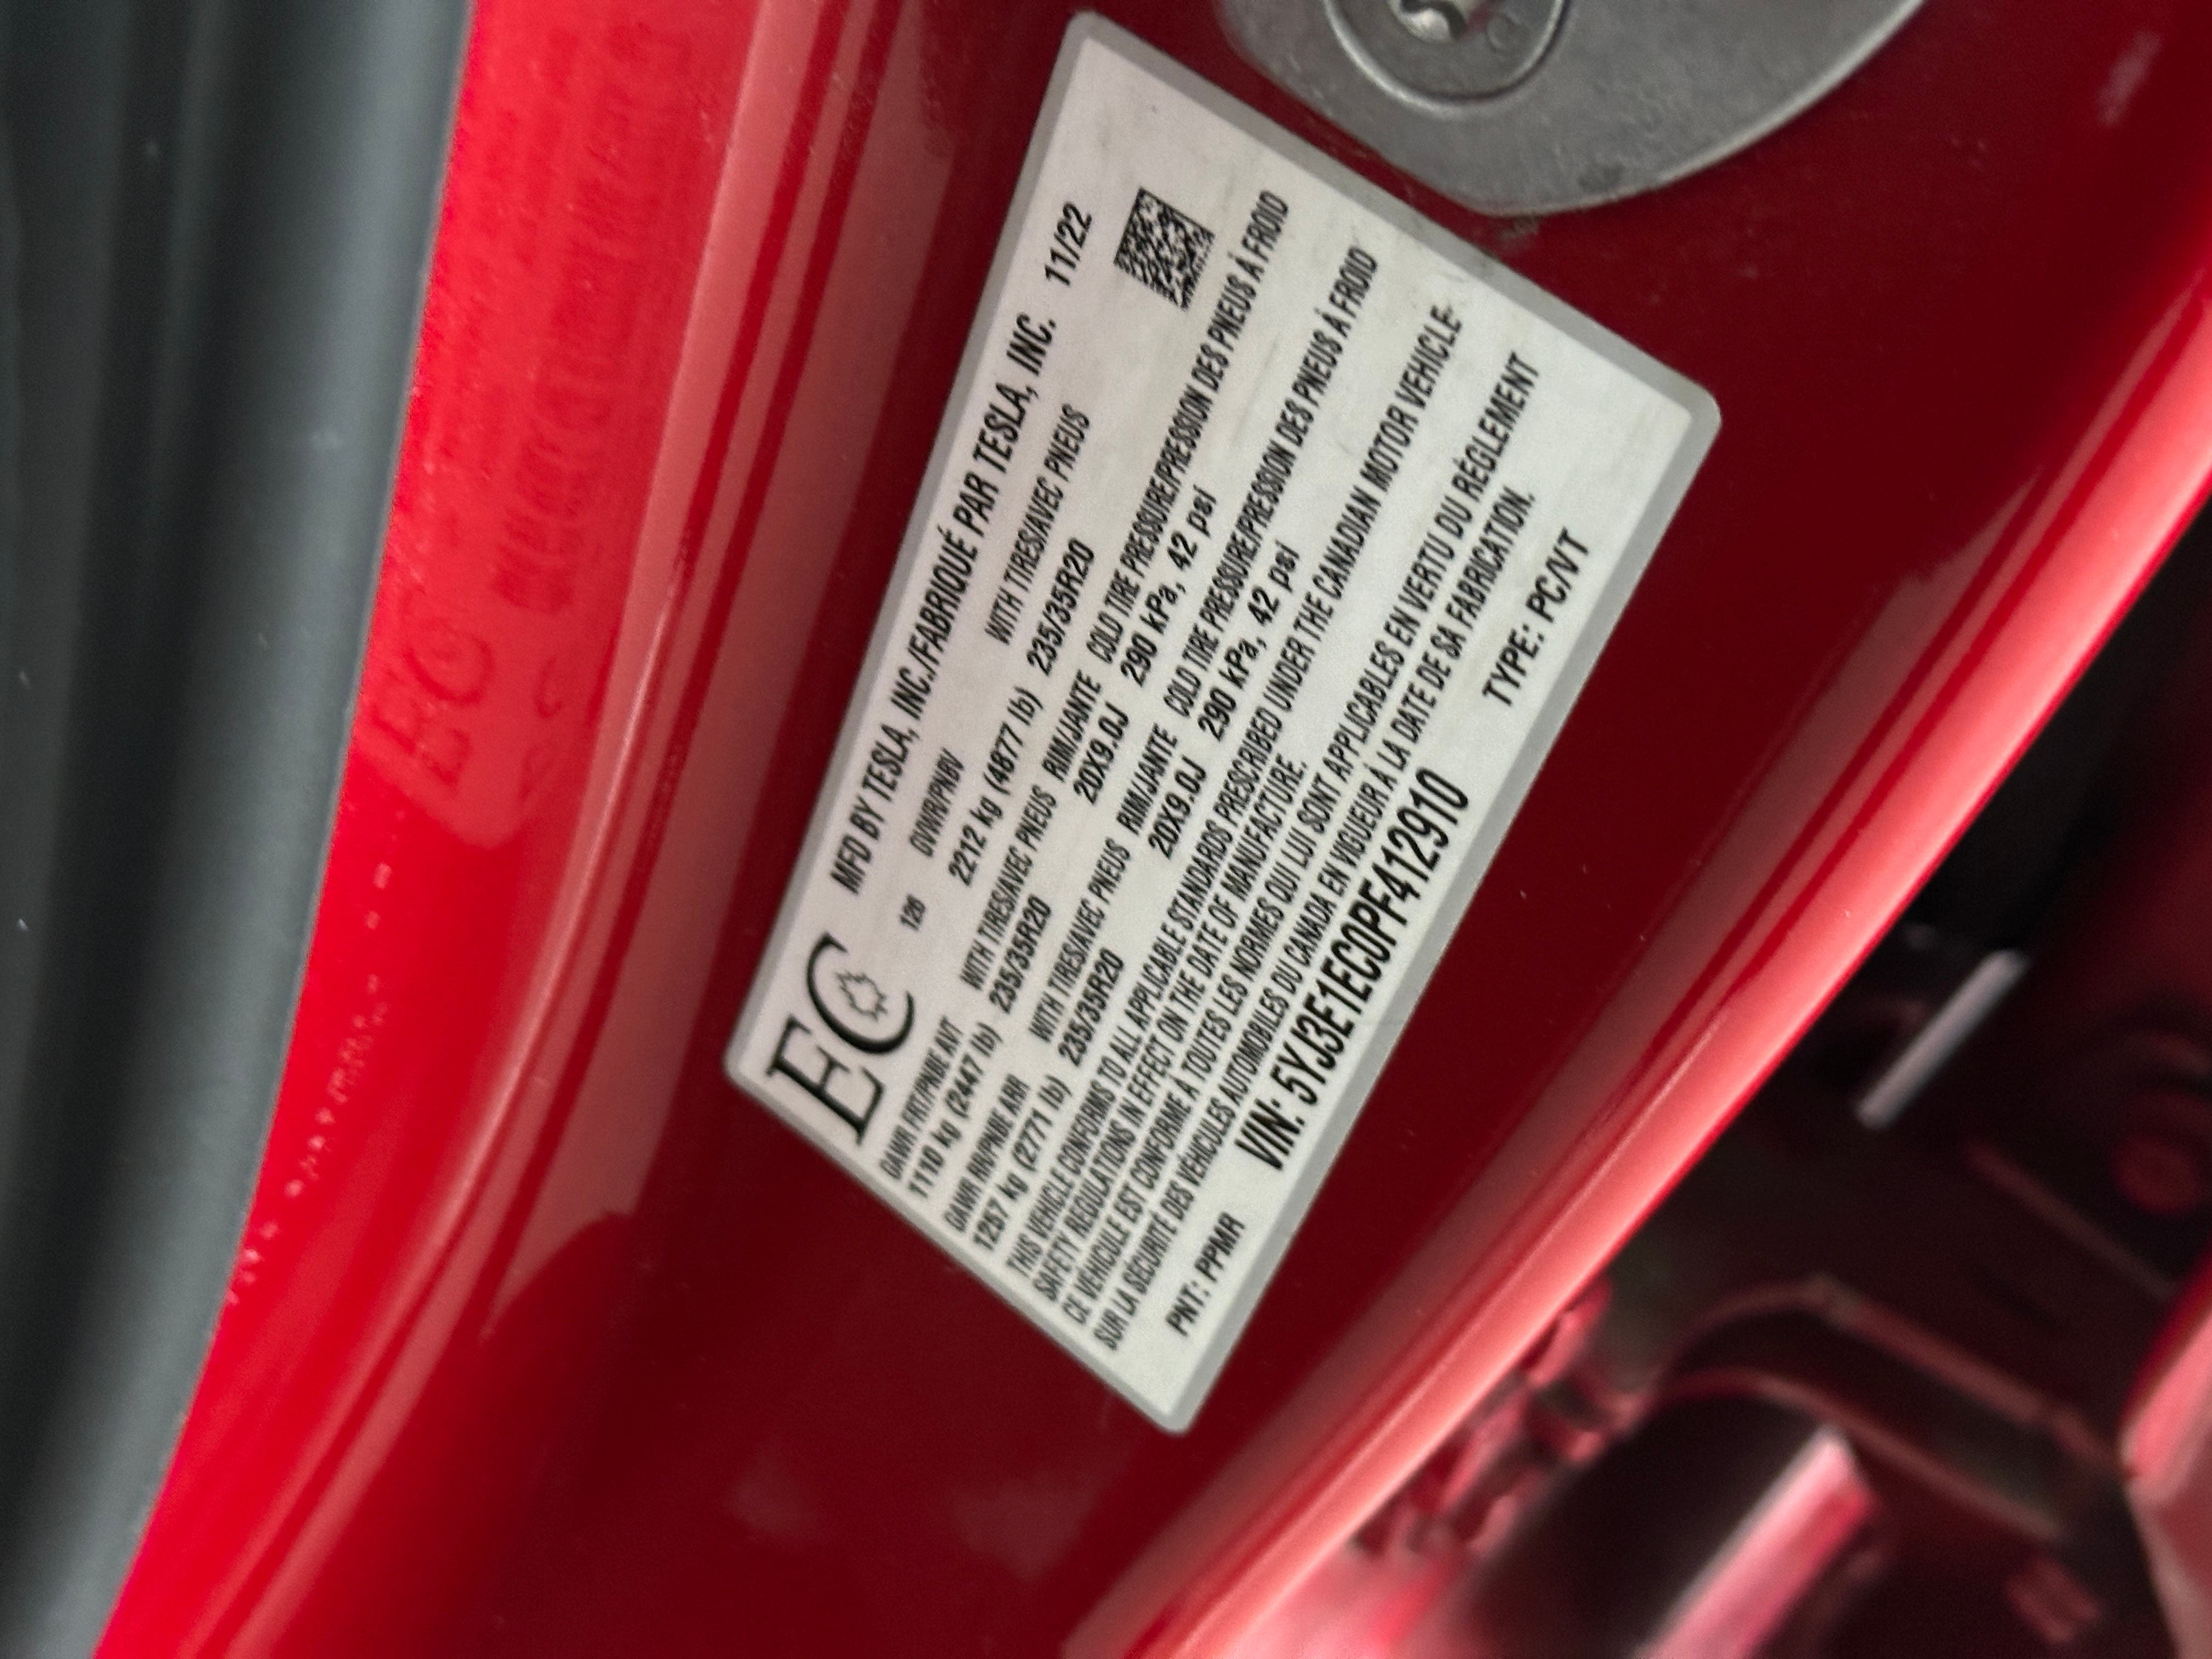 EC
MFD BY TESLA, INC./FABRIQUÉ PAR TESLA, INC. 11/22
126 GVWR/PNBV WITH TIRES/AVEC PNEUS
2212 kg (4877 lb) 235/35R20
GAWR FRT/PNBE AVT WITH TIRES/AVEC PNEUS RIM/JANTE COLD TIRE PRESSURE/PRESSION DES PNEUS À FROID
1110 kg (2447 lb) 235/35R20 20X9.0J 290 kPa, 42 psi
GAWR RR/PNBE ARR WITH TIRES/AVEC PNEUS RIM/JANTE COLD TIRE PRESSURE/PRESSION DES PNEUS À FROID
1257 kg (2771 lb) 235/35R20 20X9.0J 290 kPa, 42 psi
THIS VEHICLE CONFORMS TO ALL APPLICABLE STANDARDS PRESCRIBED UNDER THE CANADIAN MOTOR VEHICLE
SAFETY REGULATIONS IN EFFECT ON THE DATE OF MANUFACTURE.
CE VÉHICULE EST CONFORME À TOUTES LES NORMES QUI LUI SONT APPLICABLES EN VERTU DU RÉGLEMENT
SUR LA SÉCURITÉ DES VÉHICULES AUTOMOBILES DU CANADA EN VIGUEUR À LA DATE DE SA FABRICATION.
PNT: PPMR VIN: 5YJ3E1EC0PF412910 TYPE: PC/VT